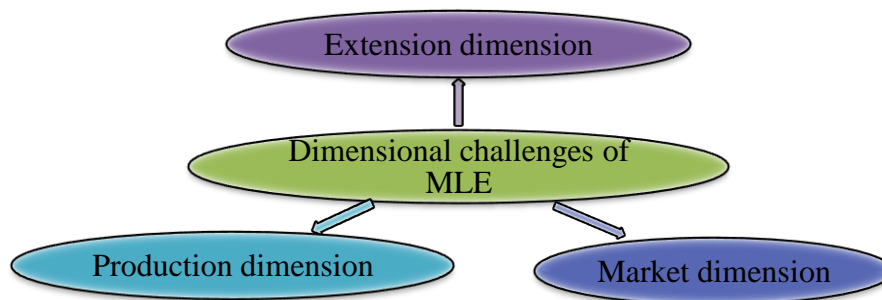 Extension dimension
Dimensional challenges of
MLE
Production dimension
Market dimension